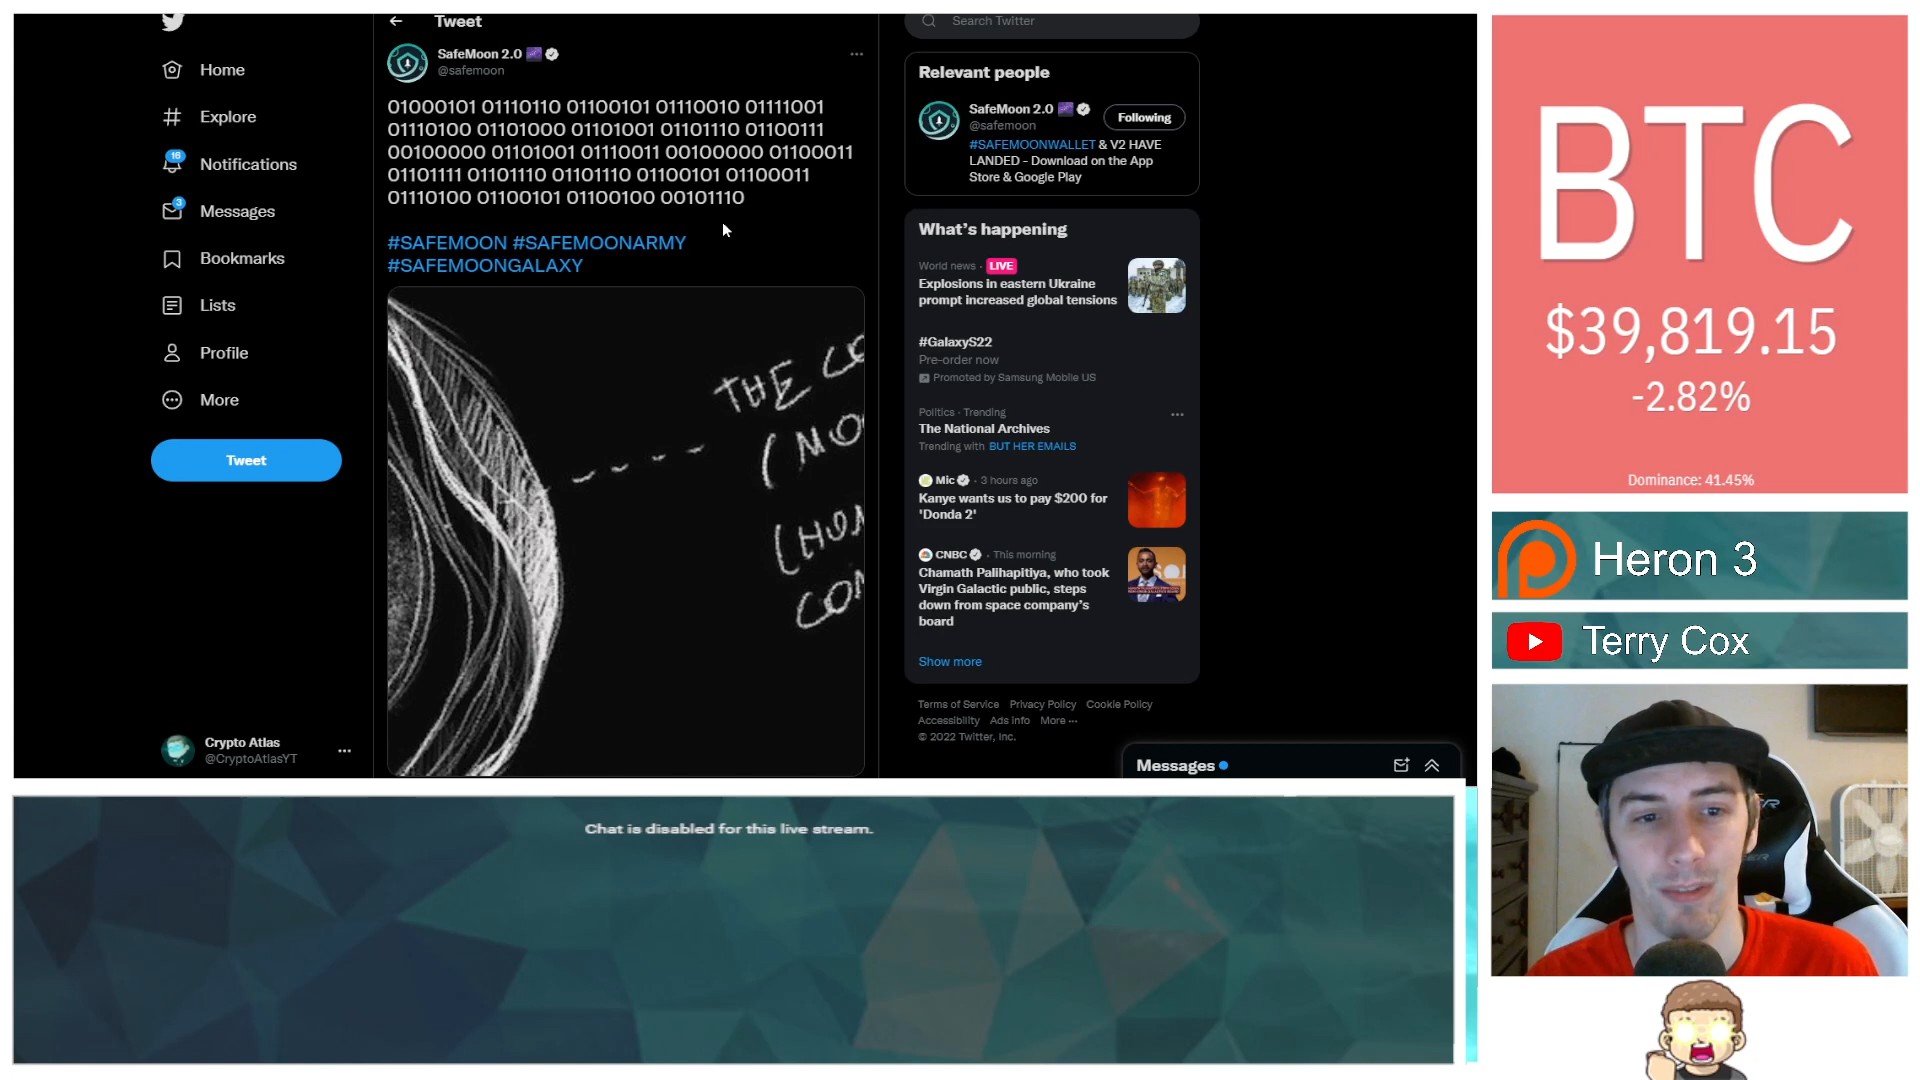 Tweet
Search Twitter
SafeMoon 2.0
@safemoon
01000101 01110110 01100101 01110010 01111001
01110100 01101000 01101001 01101110 01100111
00100000 01101001 01110011 00100000 01100011
01101111 01101110 01101110 01100101 01100011
01110100 01100101 01100100 00101110
#SAFEMOON #SAFEMOONARMY
#SAFEMOONGALAXY
THE CO
(NO
(HUM
CON
Home
Explore
16
Notifications
3
Messages
Bookmarks
Lists
Profile
More
Tweet
Crypto Atlas
@CryptoAtlasYT
Relevant people
SafeMoon 2.0
@safemoon
Following
#SAFEMOONWALLET & V2 HAVE
LANDED - Download on the App
Store & Google Play
What's happening
World news · LIVE
Explosions in eastern Ukraine
prompt increased global tensions
#GalaxyS22
Pre-order now
Promoted by Samsung Mobile US
Politics · Trending
The National Archives
Trending with BUT HER EMAILS
Mic · 3 hours ago
Kanye wants us to pay $200 for
'Donda 2'
CNBC · This morning
Chamath Palihapitiya, who took
Virgin Galactic public, steps
down from space company's
board
Show more
Terms of Service Privacy Policy Cookie Policy
Accessibility Ads info More ···
© 2022 Twitter, Inc.
Messages
Chat is disabled for this live stream.
BTC
$39,819.15
-2.82%
Dominance: 41.45%
Heron 3
Terry Cox